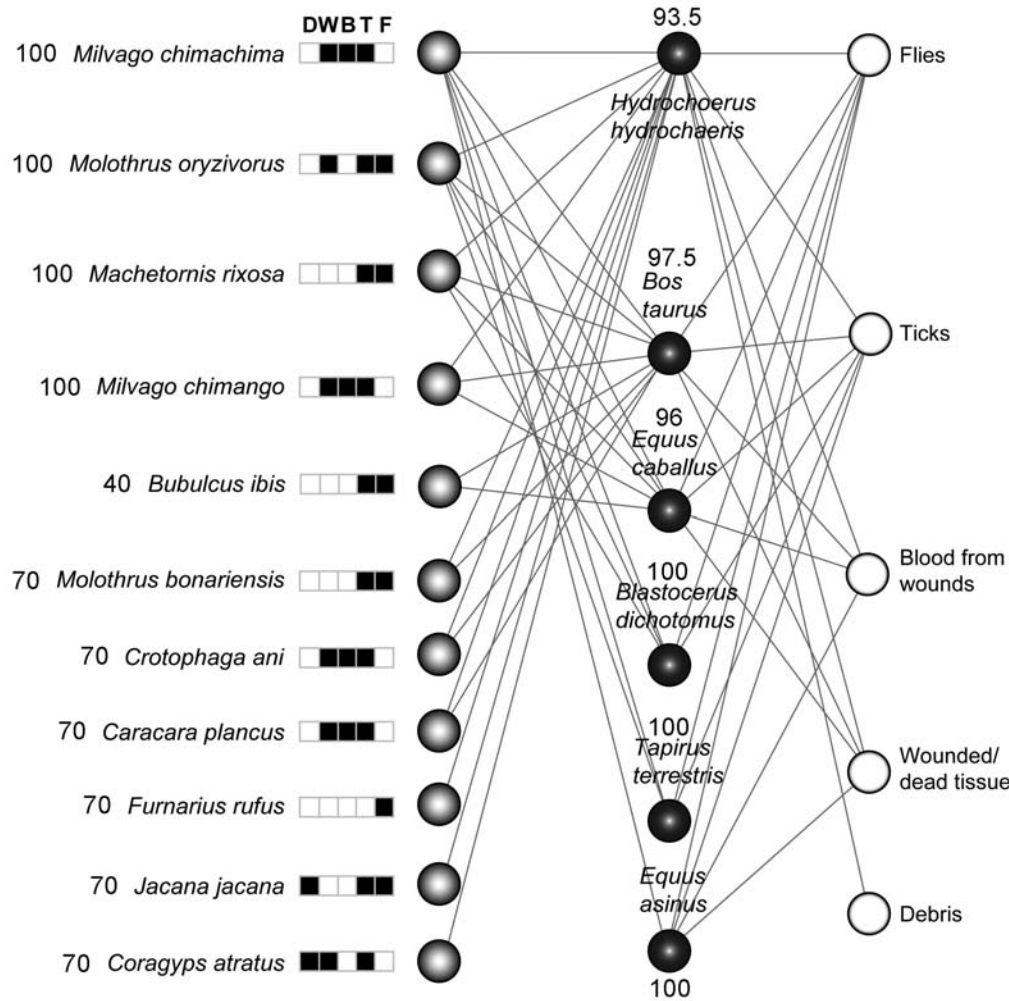 DWBTF
100 Milvago chimachima
100 Molothrus oryzivorus
100 Machetornis rixosa
100 Milvago chimango
40 Bubulcus ibis
70 Molothrus bonariensis
70 Crotophaga ani
70 Caracara plancus
70 Furnarius rufus
70 Jacana jacana
70 Coragyps atratus
93.5
Hydrochoerus
hydrochaeris
97.5
Bos
taurus
96
Equus
caballus
100
Blastocerus
dichotomus
100
Tapirus
terrestris
Equus
asinus
100
Flies
Ticks
Blood from
wounds
Wounded/
dead tissue
Debris